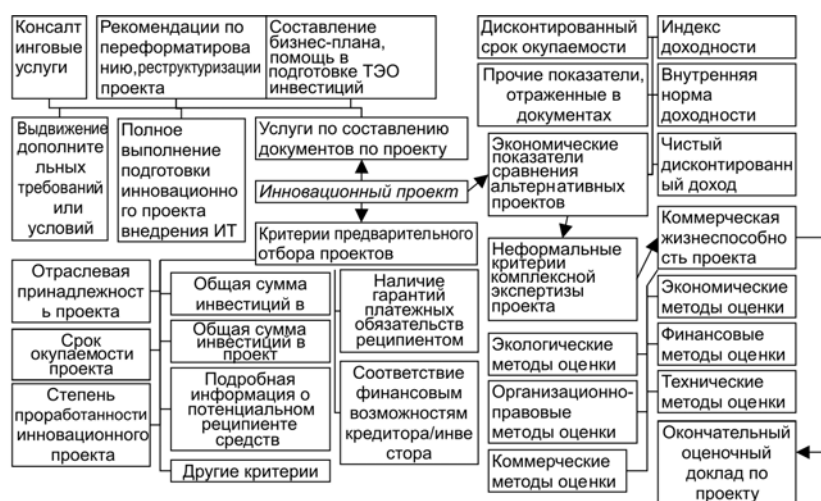 Консалт
инговые
услуги
Рекомендации по
переформатирова
нию,реструктуризации
проекта
Составление
бизнес-плана,
помощь в
подготовке ТЭО
инвестиций
Выдвижение
дополните
льных
требований
или
условий
Полное
выполнение
подготовки
инновационно
го проекта
внедрения ИТ
Услуги по составлению
документов по проекту
Инновационный проект
Критерии предварительного
отбора проектов
Отраслевая
принадлежност
ь проекта
Срок
окупаемости
проекта
Степень
проработанности
инновационного
проекта
Общая сумма
инвестиций в
Общая сумма
инвестиций в
проект
Подробная
информация о
потенциальном
реципиенте
средств
Другие критерии
Наличие
гарантий
платежных
обязательств
реципиентом
Соответствие
финансовым
возможностям
кредитора/инве
стора
Дисконтированный
срок окупаемости
Прочие показатели,
отраженные в
документах
Экономические
показатели
сравнения
альтернативных
проектов
Индекс
доходности
Внутренняя
норма
доходности
Чистый
дисконтированн
ый доход
Неформальные
критерии
комплексной
экспертизы
проекта
Коммерческая
жизнеспособно
сть проекта
Экологические
методы оценки
Организационно-
правовые
методы оценки
Коммерческие
методы оценки
Экономические
методы оценки
Финансовые
методы оценки
Технические
методы оценки
Окончательный
оценочный
доклад по
проекту